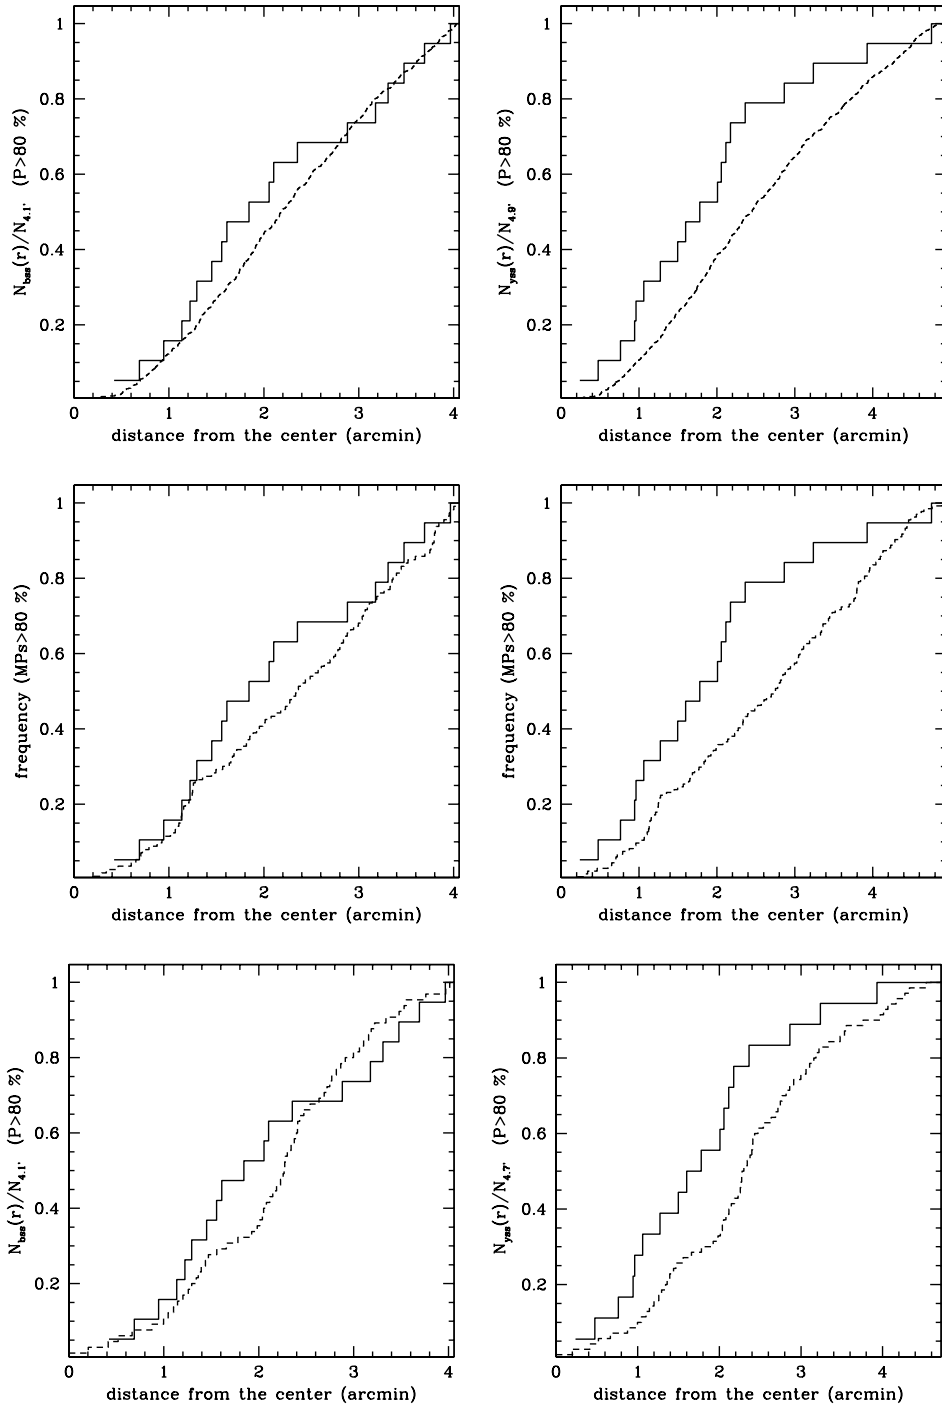 N_bss(r)/N_4.1' (P>80 %)
1
0.8
0.6
0.4
0.2
0 1 2 3 4
distance from the center (arcmin)
N_yss(r)/N_4.9' (P>80 %)
1
0.8
0.6
0.4
0.2
0 1 2 3 4
distance from the center (arcmin)
frequency (MPs>80 %)
1
0.8
0.6
0.4
0.2
0 1 2 3 4
distance from the center (arcmin)
frequency (MPs>80 %)
1
0.8
0.6
0.4
0.2
0 1 2 3 4
distance from the center (arcmin)
N_bss(r)/N_4.1' (P>80 %)
1
0.8
0.6
0.4
0.2
0 1 2 3 4
distance from the center (arcmin)
N_yss(r)/N_4.7' (P>80 %)
1
0.8
0.6
0.4
0.2
0 1 2 3 4
distance from the center (arcmin)